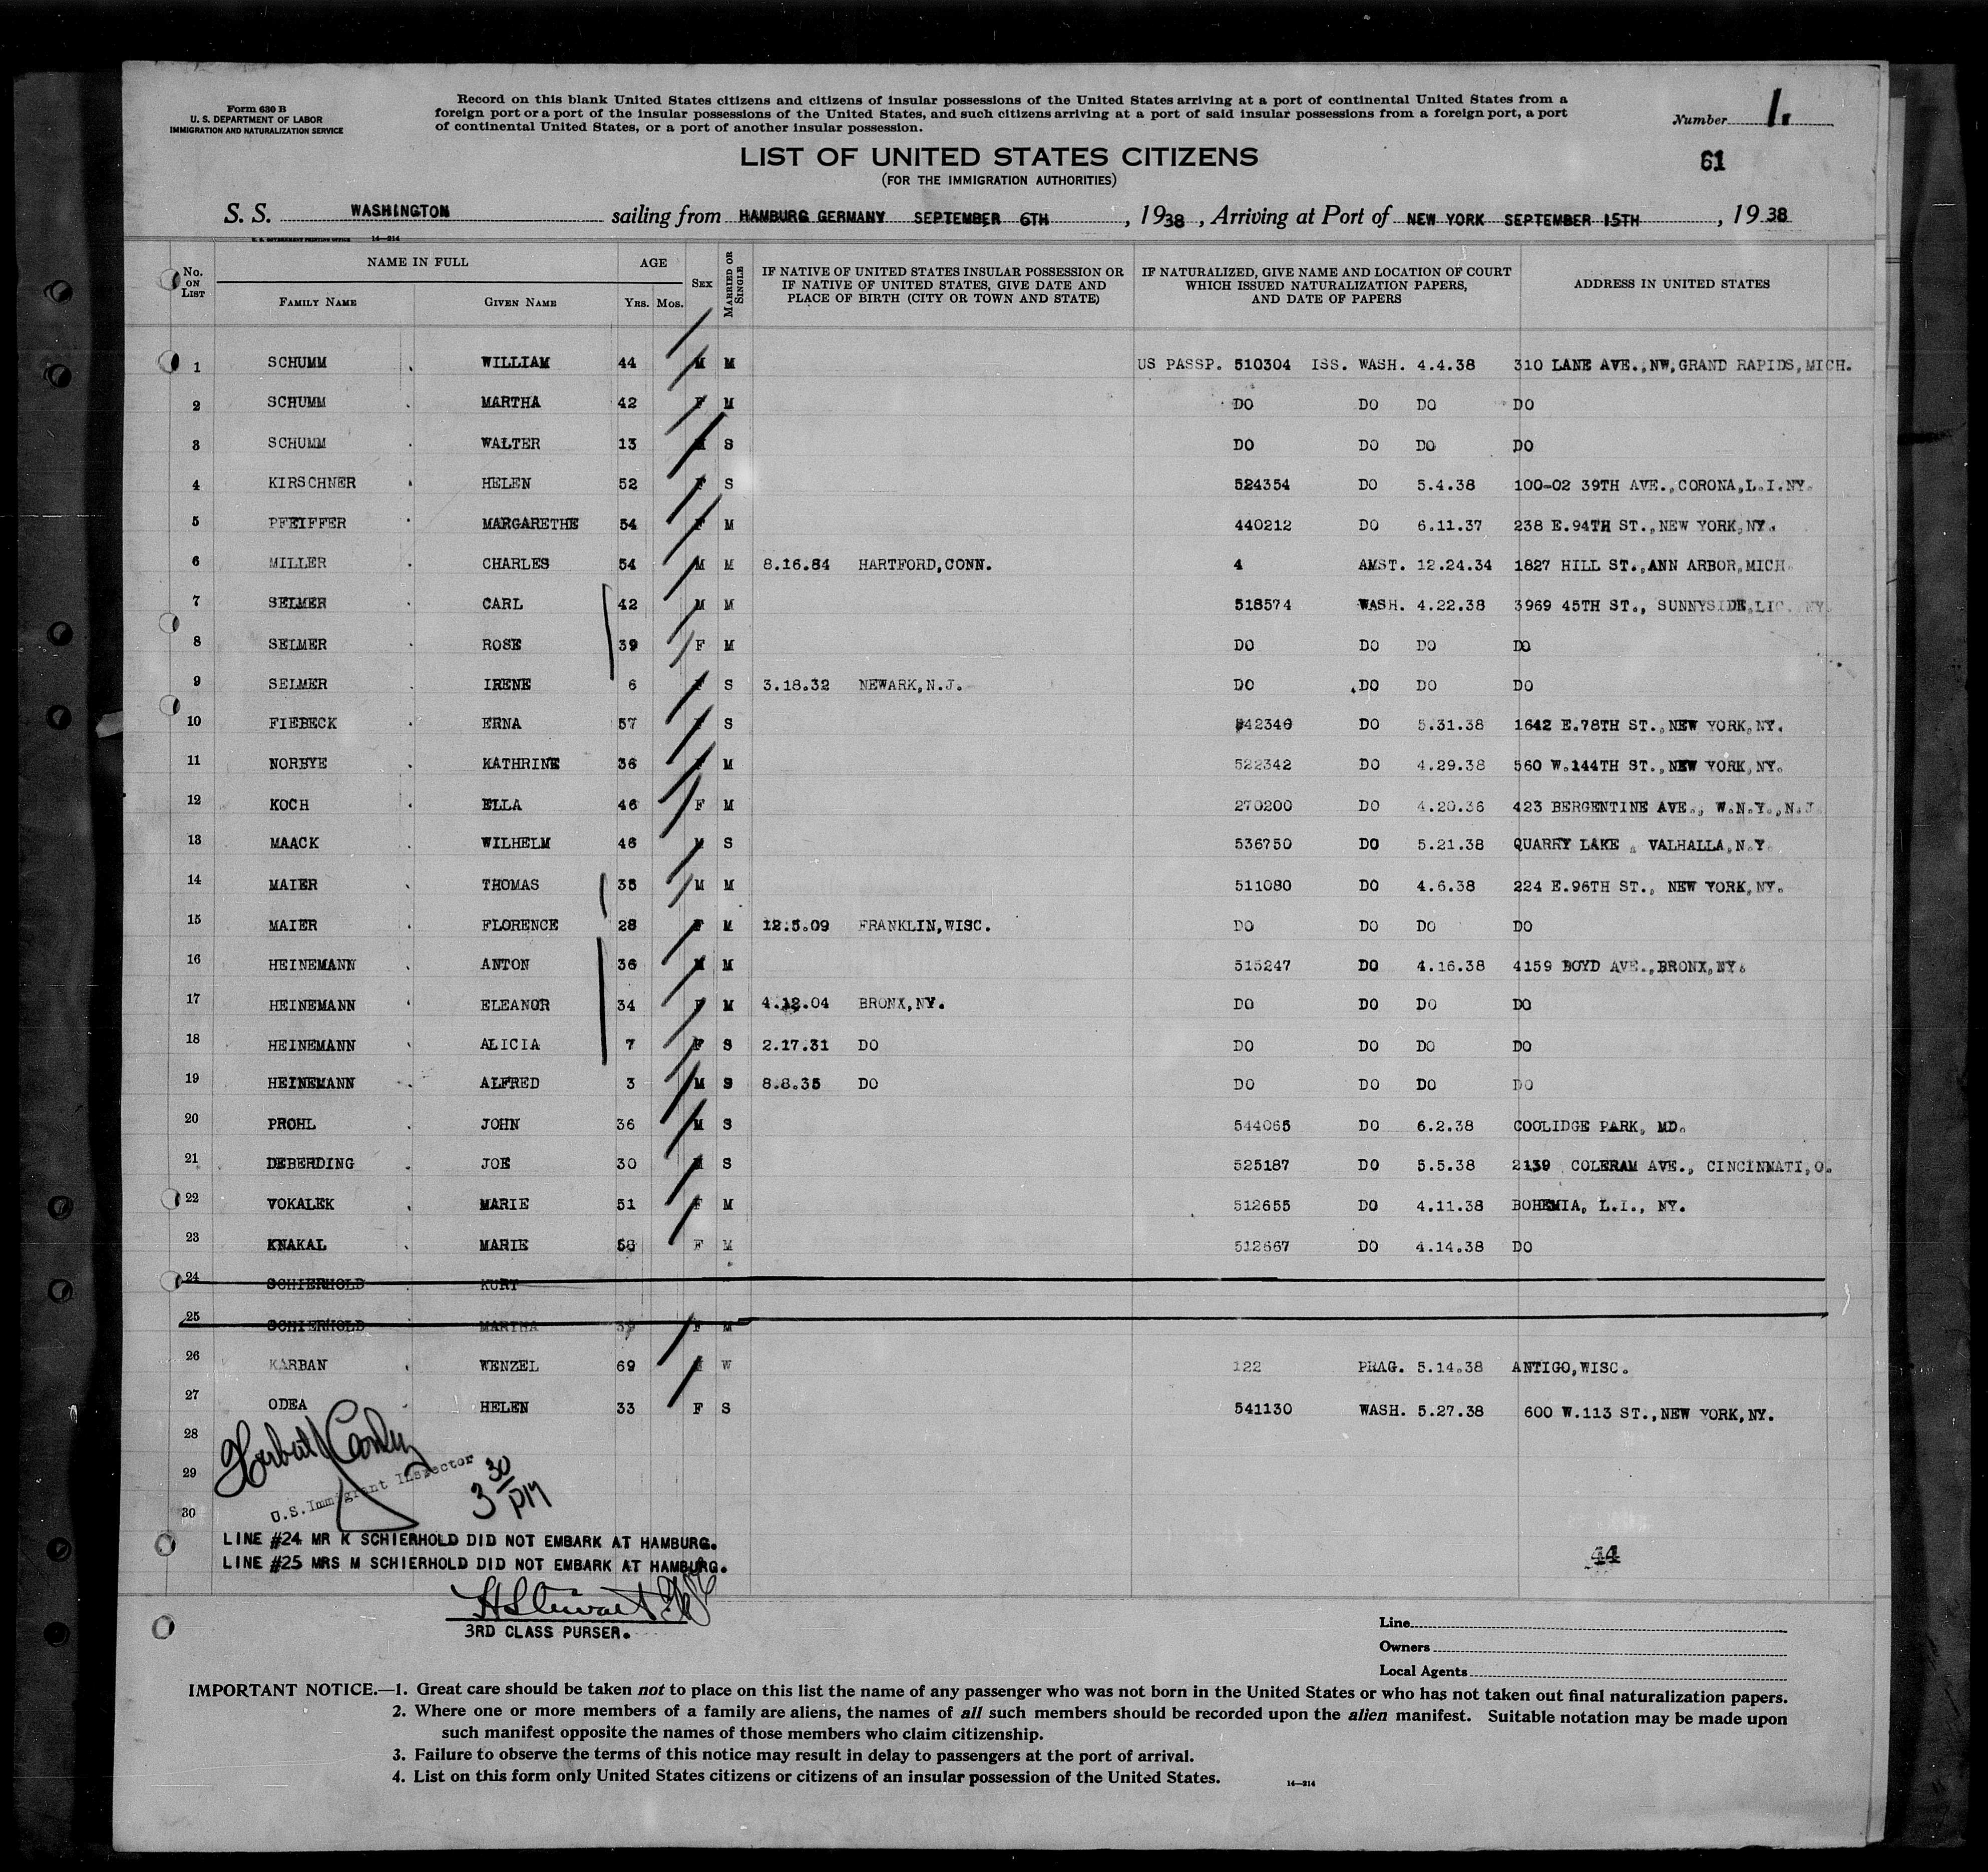 Form 630 B
U. S. DEPARTMENT OF LABOR
IMMIGRATION AND NATURALIZATION SERVICE
Record on this blank United States citizens and citizens of insular possessions of the United States arriving at a port of continental United States from a
foreign port or a port of the insular possessions of the United States, and such citizens arriving at a port of said insular possessions from a foreign port, a port
of continental United States, or a port of another insular possession.
Number 1.
61
LIST OF UNITED STATES CITIZENS
(FOR THE IMMIGRATION AUTHORITIES)
S. S. WASHINGTON sailing from HAMBURG GERMANY SEPTEMBER 6TH, 1938, Arriving at Port of NEW YORK SEPTEMBER 15TH, 1938
U. S. GOVERNMENT PRINTING OFFICE 14—214
No. ON LIST NAME IN FULL FAMILY NAME GIVEN NAME AGE YRS. MOS. SEX MARRIED OR SINGLE
IF NATIVE OF UNITED STATES INSULAR POSSESSION OR
IF NATIVE OF UNITED STATES, GIVE DATE AND
PLACE OF BIRTH (CITY OR TOWN AND STATE)
IF NATURALIZED, GIVE NAME AND LOCATION OF COURT
WHICH ISSUED NATURALIZATION PAPERS,
AND DATE OF PAPERS
ADDRESS IN UNITED STATES
1 SCHUMM WILLIAM 44 M M US PASSP. 510304 ISS. WASH. 4.4.38 310 LANE AVE.,NW,GRAND RAPIDS,MICH.
2 SCHUMM MARTHA 42 F M DO DO DO DO
3 SCHUMM WALTER 13 M S DO DO DO DO
4 KIRSCHNER HELEN 52 F S 524354 DO 5.4.38 100-02 39TH AVE.,CORONA,L.I.NY.
5 PFEIFFER MARGARETHE 54 F M 440212 DO 6.11.37 238 E.94TH ST.,NEW YORK,NY.
6 MILLER CHARLES 54 M M 8.16.84 HARTFORD,CONN. 4 AMST. 12.24.34 1827 HILL ST.,ANN ARBOR,MICH.
7 SELMER CARL 42 M M 518574 WASH. 4.22.38 3969 45TH ST., SUNNYSIDE,LIC. NY.
8 SELMER ROSE 39 F M DO DO DO DO
9 SELMER IRENE 6 F S 3.18.32 NEWARK,N.J. DO DO DO DO
10 FIEBECK ERNA 57 F S 542346 DO 5.31.38 1642 E.78TH ST.,NEW YORK,NY.
11 NORBYE KATHRINE 36 F M 522342 DO 4.29.38 560 W.144TH ST.,NEW YORK,NY.
12 KOCH ELLA 46 F M 270200 DO 4.20.36 423 BERGENTINE AVE., W.N.Y.,N.J.
13 MAACK WILHELM 46 M S 536750 DO 5.21.38 QUARRY LAKE , VALHALLA,N.Y.
14 MAIER THOMAS 35 M M 511080 DO 4.6.38 224 E.96TH ST., NEW YORK,NY.
15 MAIER FLORENCE 28 F M 12.5.09 FRANKLIN,WISC. DO DO DO DO
16 HEINEMANN ANTON 36 M M 515247 DO 4.16.38 4159 BOYD AVE.,BRONX,NY.
17 HEINEMANN ELEANOR 34 F M 4.12.04 BRONX,NY. DO DO DO DO
18 HEINEMANN ALICIA 7 F S 2.17.31 DO DO DO DO DO
19 HEINEMANN ALFRED 3 M S 8.8.35 DO DO DO DO DO
20 PROHL JOHN 36 M S 544065 DO 6.2.38 COOLIDGE PARK, MD.
21 DEBERDING JOE 30 M S 525187 DO 5.5.38 2139 COLERAM AVE., CINCINNATI,O.
22 VOKALEK MARIE 51 F M 512655 DO 4.11.38 BOHEMIA, L.I., NY.
23 KNAKAL MARIE 58 F M 512667 DO 4.14.38 DO
24 SCHIERHOLD KURT
25 SCHIERHOLD MARTHA 39 F M
26 KARBAN WENZEL 69 M W 122 PRAG. 5.14.38 ANTIGO,WISC.
27 ODEA HELEN 33 F S 541130 WASH. 5.27.38 600 W.113 ST.,NEW YORK,NY.
28
29
30
U.S. Immigrant Inspector
3 30 PM
LINE #24 MR K SCHIERHOLD DID NOT EMBARK AT HAMBURG.
LINE #25 MRS M SCHIERHOLD DID NOT EMBARK AT HAMBURG.
44
H Stewart
3RD CLASS PURSER.
Line
Owners
Local Agents
IMPORTANT NOTICE.—1. Great care should be taken not to place on this list the name of any passenger who was not born in the United States or who has not taken out final naturalization papers.
2. Where one or more members of a family are aliens, the names of all such members should be recorded upon the alien manifest. Suitable notation may be made upon
such manifest opposite the names of those members who claim citizenship.
3. Failure to observe the terms of this notice may result in delay to passengers at the port of arrival.
4. List on this form only United States citizens or citizens of an insular possession of the United States.
14—214